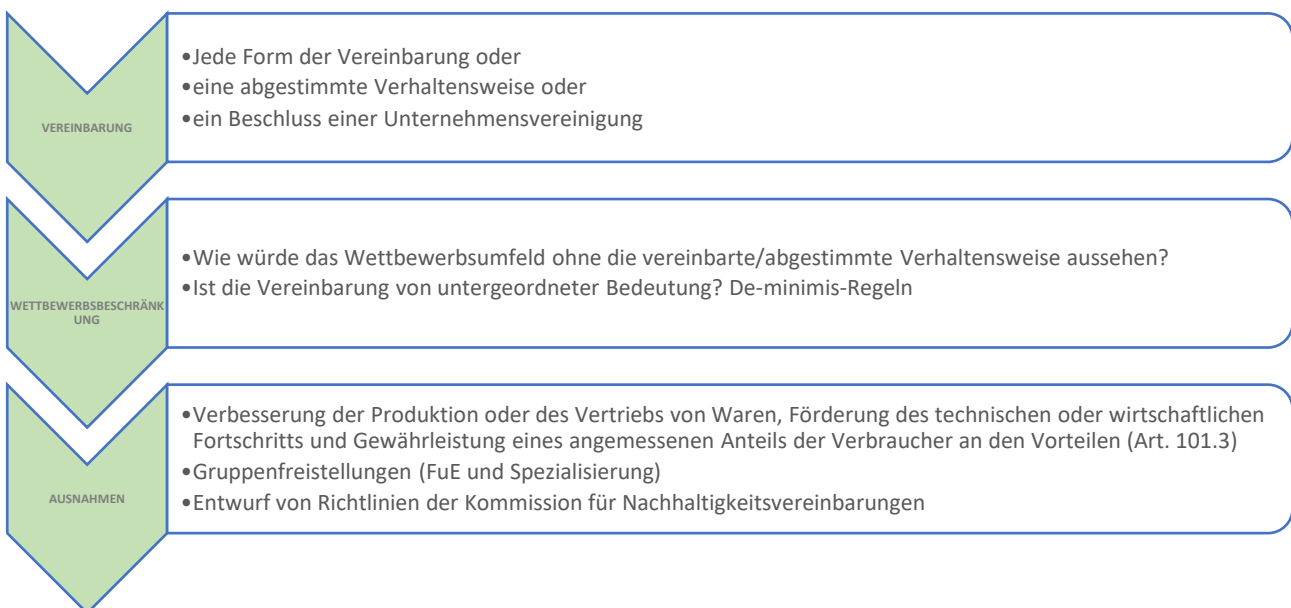 VEREINBARUNG
•Jede Form der Vereinbarung oder
•eine abgestimmte Verhaltensweise oder
•ein Beschluss einer Unternehmensvereinigung
WETTBEWERBSBESCHRÄNK
UNG
•Wie würde das Wettbewerbsumfeld ohne die vereinbarte/abgestimmte Verhaltensweise aussehen?
•Ist die Vereinbarung von untergeordneter Bedeutung? De-minimis-Regeln
AUSNAHMEN
•Verbesserung der Produktion oder des Vertriebs von Waren, Förderung des technischen oder wirtschaftlichen
Fortschritts und Gewährleistung eines angemessenen Anteils der Verbraucher an den Vorteilen (Art. 101.3)
•Gruppenfreistellungen (FuE und Spezialisierung)
•Entwurf von Richtlinien der Kommission für Nachhaltigkeitsvereinbarungen